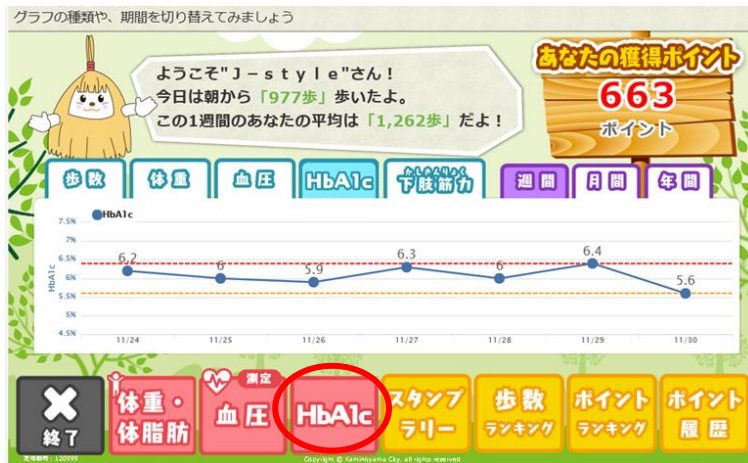 グラフの種類や、期間を切り替えてみましょう
ようこそ"Ｊ－ｓｔｙｌｅ"さん！
今日は朝から「977歩」歩いたよ。
この1週間のあなたの平均は「1,262歩」だよ！
あなたの獲得ポイント
663
ポイント
歩数
体重
血圧
HbA1c
かしきんりょく
下肢筋力
週間
月間
年間
HbA1c
7.5%
7%
6.5%
6%
5.5%
5%
4.5%
HbA1c
6.2
6
5.9
6.3
6
6.4
5.6
11/24
11/25
11/26
11/27
11/28
11/29
11/30
終了
体重・
体脂肪
測定
血圧
HbA1c
スタンプ
ラリー
歩数
ランキング
ポイント
ランキング
ポイント
履歴
Copyright © Kaminoyama City. all rights reserved.